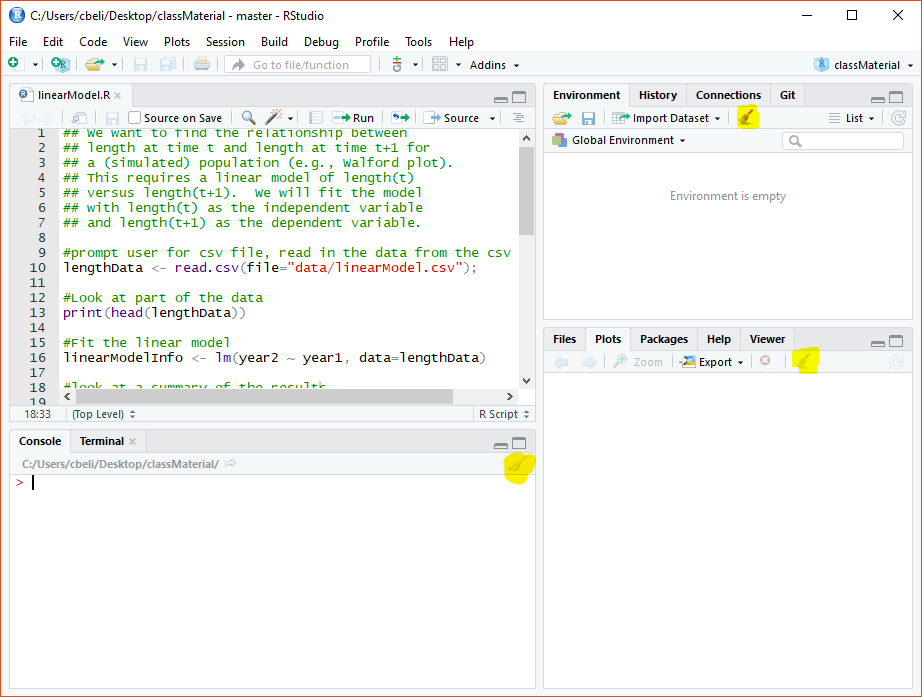 C:/Users/cbeli/Desktop/classMaterial - master - RStudio
File Edit Code View Plots Session Build Debug Profile Tools Help
Go to file/function Addins classMaterial
linearModel.R
Source on Save Run Source
1 ## We want to find the relationship between
2 ## length at time t and length at time t+1 for
3 ## a (simulated) population (e.g., Walford plot).
4 ## This requires a linear model of length(t)
5 ## versus length(t+1).  We will fit the model
6 ## with length(t) as the independent variable
7 ## and length(t+1) as the dependent variable.
8
9 #prompt user for csv file, read in the data from the csv
10 lengthData <- read.csv(file="data/linearModel.csv");
11
12 #Look at part of the data
13 print(head(lengthData))
14
15 #Fit the linear model
16 linearModelInfo <- lm(year2 ~ year1, data=lengthData)
17
18 #look at a summary of the results
19
18:33 (Top Level) R Script
Console Terminal
C:/Users/cbeli/Desktop/classMaterial/
>
Environment History Connections Git
Import Dataset List
Global Environment
Environment is empty
Files Plots Packages Help Viewer
Zoom Export